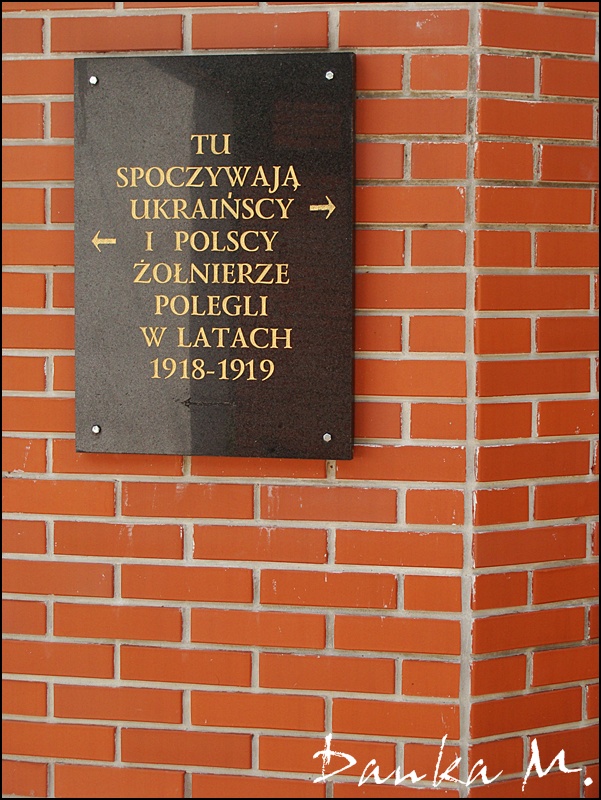 TU
SPOCZYWAJĄ
UKRAIŃSCY →
← I POLSCY
ŻOŁNIERZE
POLEGLI
W LATACH
1918-1919
Danka M.